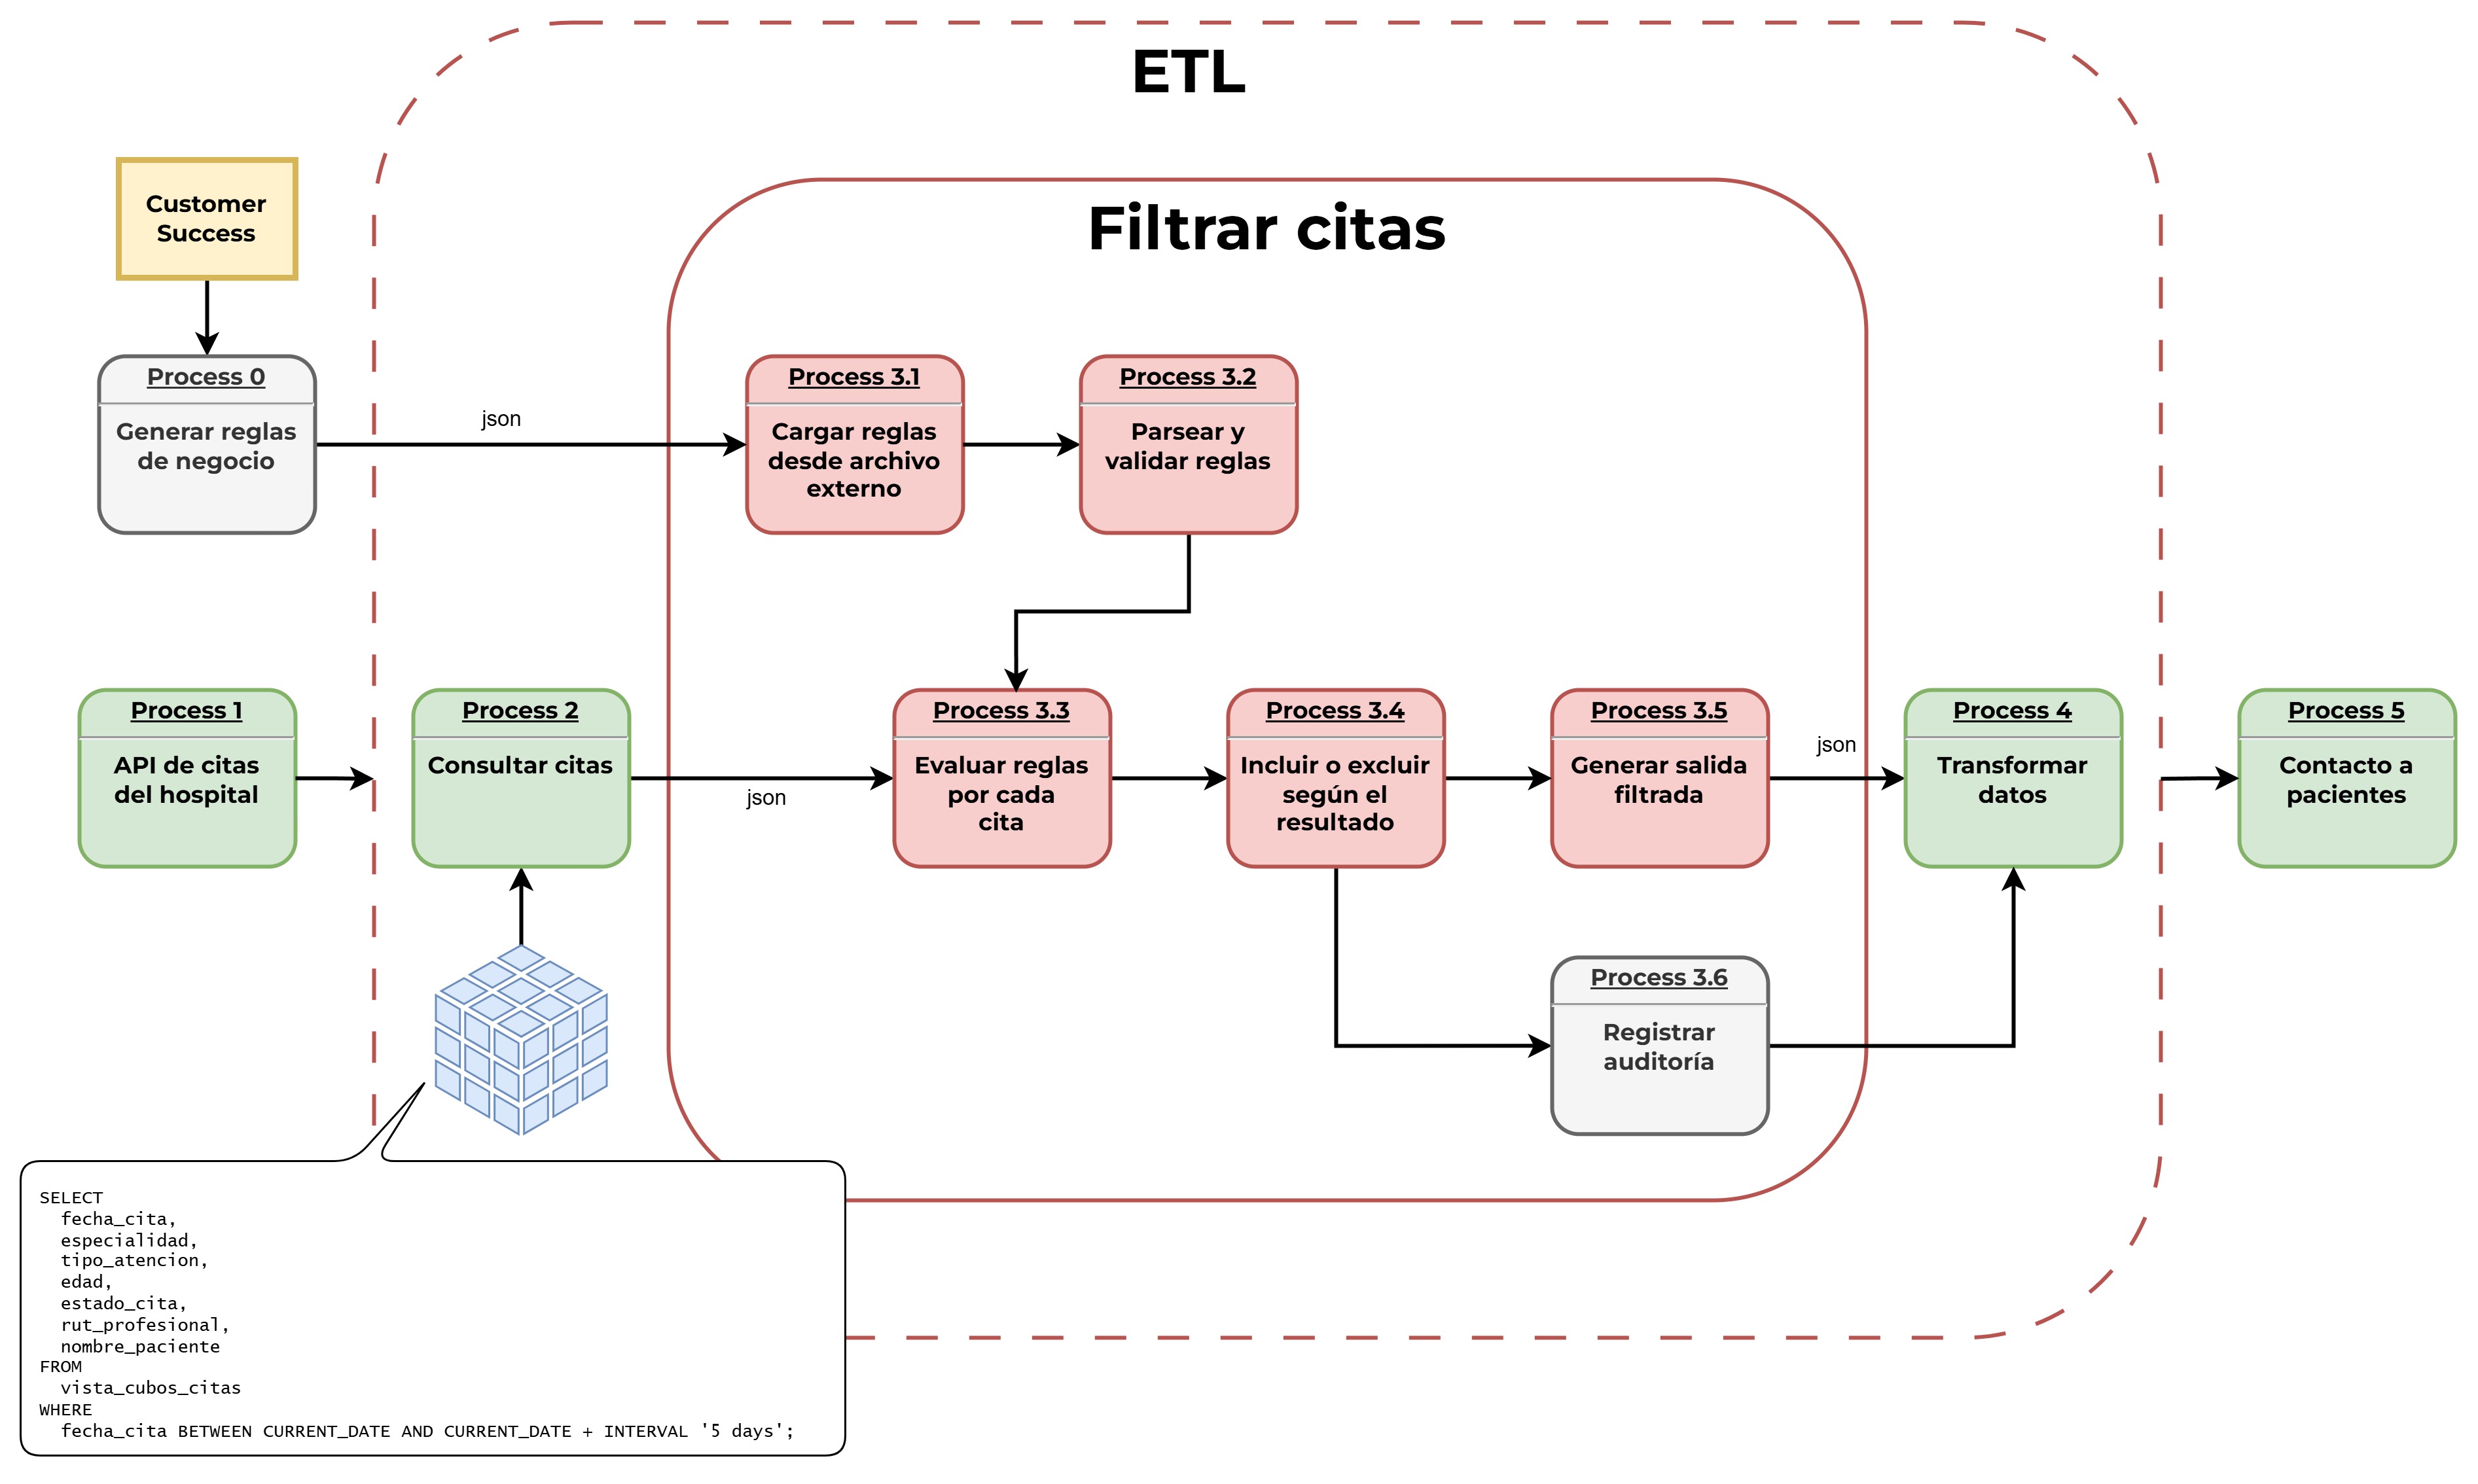 ETL
Filtrar citas
Customer
Success
Process 0
Generar reglas
de negocio
json
Process 3.1
Cargar reglas
desde archivo
externo
Process 3.2
Parsear y
validar reglas
Process 1
API de citas
del hospital
Process 2
Consultar citas
json
Process 3.3
Evaluar reglas
por cada
cita
Process 3.4
Incluir o excluir
según el
resultado
Process 3.5
Generar salida
filtrada
json
Process 4
Transformar
datos
Process 5
Contacto a
pacientes
Process 3.6
Registrar
auditoría
SELECT
  fecha_cita,
  especialidad,
  tipo_atencion,
  edad,
  estado_cita,
  rut_profesional,
  nombre_paciente
FROM
  vista_cubos_citas
WHERE
  fecha_cita BETWEEN CURRENT_DATE AND CURRENT_DATE + INTERVAL '5 days';